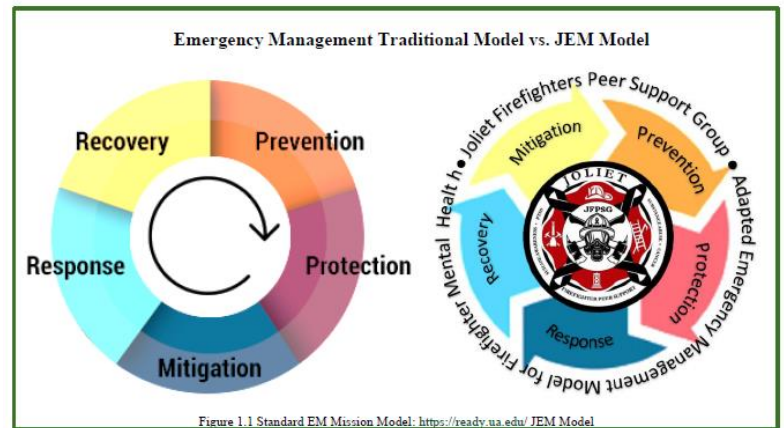 Emergency Management Traditional Model vs. JEM Model
Recovery
Prevention
Response
Protection
Mitigation
Joliet Firefighters Peer Support Group • Adapted Emergency Management Model for Firefighter Mental Health •
Mitigation
Prevention
Recovery
Protection
Response
JOLIET
JFPSG
FIREFIGHTER PEER SUPPORT
Figure 1.1 Standard EM Mission Model: https://ready.ua.edu/ JEM Model